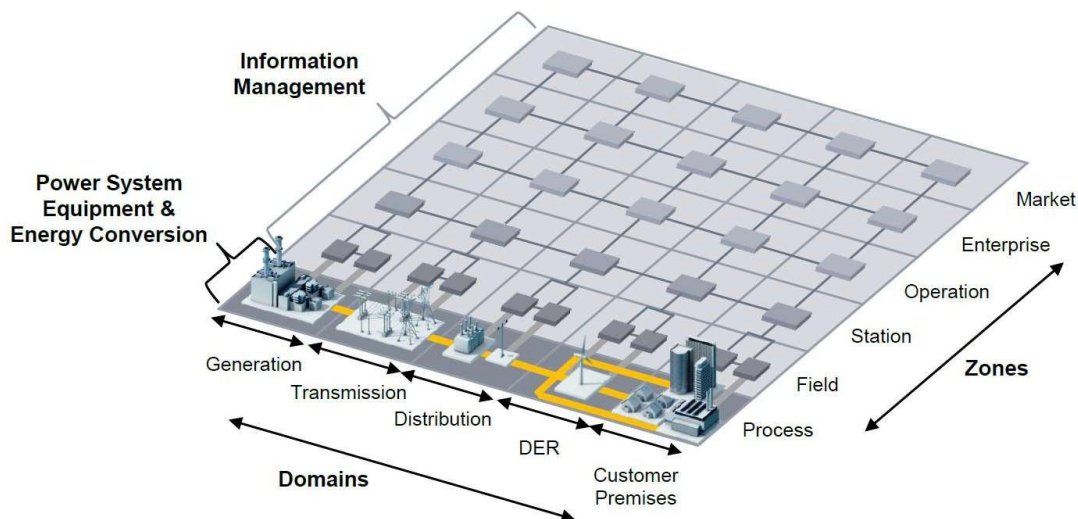 Information
Management
Power System
Equipment &
Energy Conversion
Market
Enterprise
Operation
Station
Field
Process
Zones
Generation
Transmission
Distribution
DER
Customer
Premises
Domains